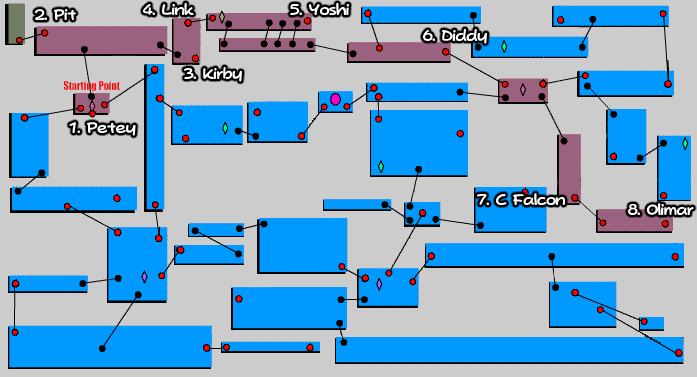 4. Link
5. Yoshi
2. Pit
6. Diddy
3. Kirby
Starting Point
1. Petey
7. C Falcon
8. Olimar